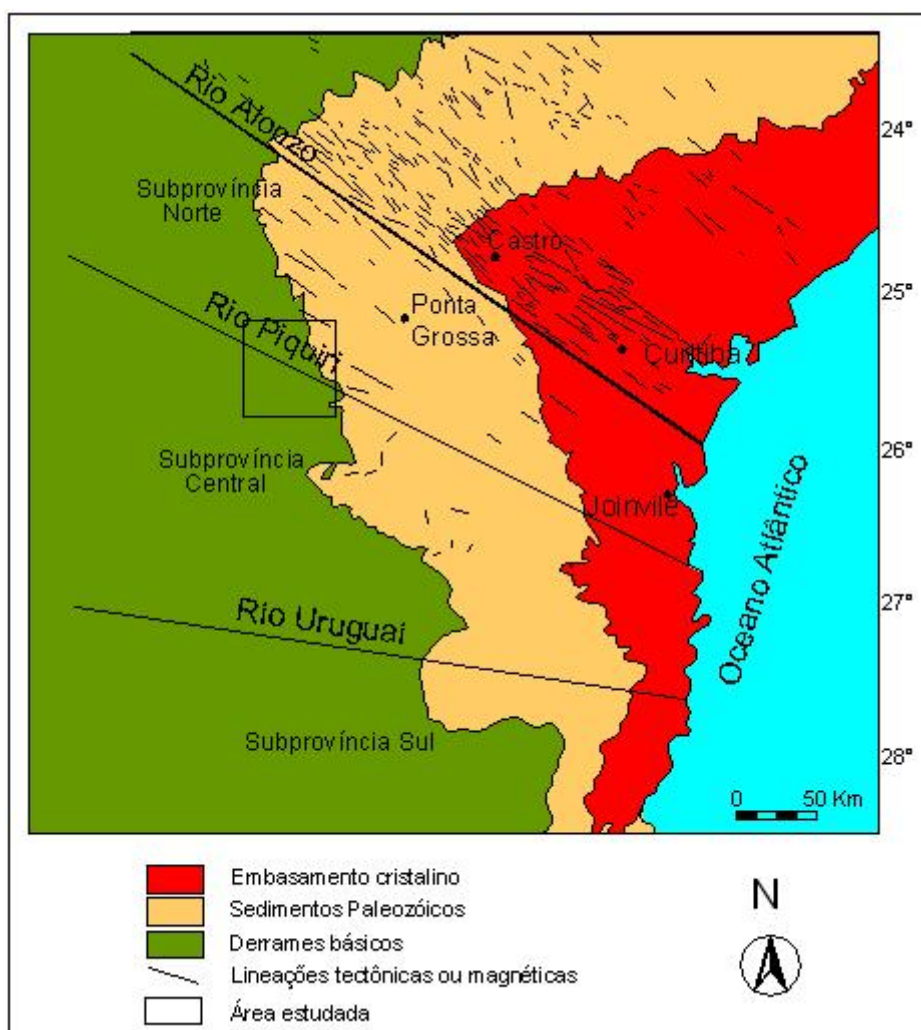 Rio Alonzo
24°
Subprovíncia
Norte
Castro
25°
Ponta
Grossa
Rio Piquiri
Curitiba
Subprovíncia
Central
26°
Joinvile
Oceano Atlântico
27°
Rio Uruguai
Subprovíncia Sul
28°
0 50 Km
Embasamento cristalino
Sedimentos Paleozóicos
Derrames básicos
Lineações tectônicas ou magnéticas
Área estudada
N